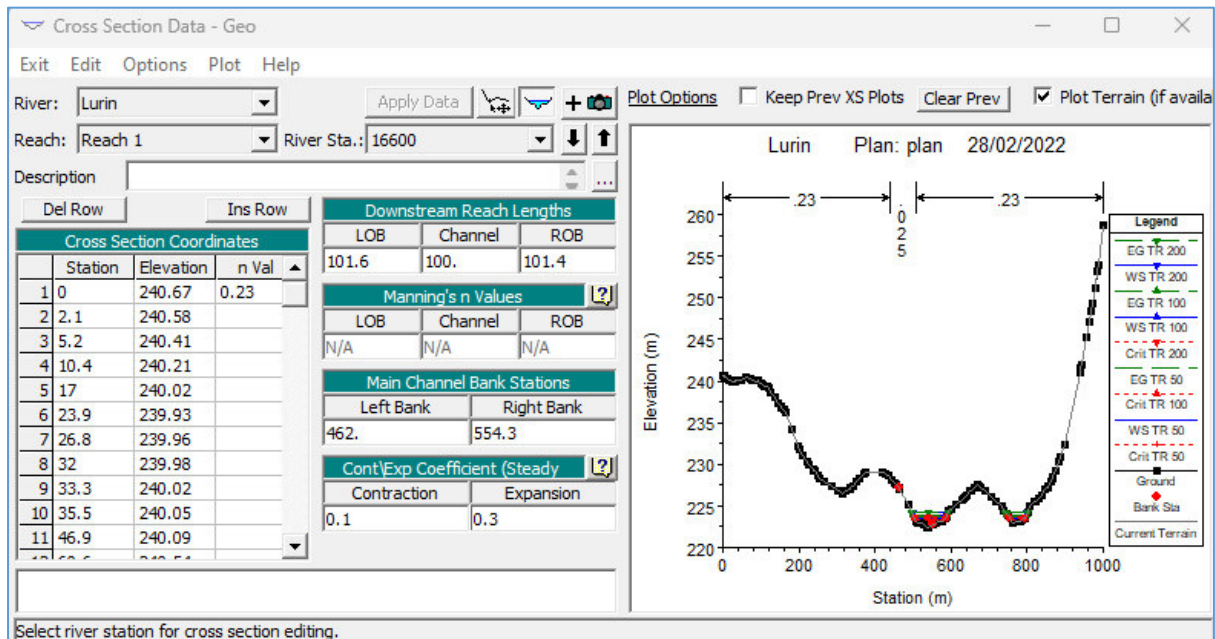 Cross Section Data - Geo
Exit Edit Options Plot Help
River: Lurin
Apply Data
Reach: Reach 1
River Sta.: 16600
Description
...
Del Row
Ins Row
Cross Section Coordinates
Station Elevation n Val
1 0 240.67 0.23
2 2.1 240.58
3 5.2 240.41
4 10.4 240.21
5 17 240.02
6 23.9 239.93
7 26.8 239.96
8 32 239.98
9 33.3 240.02
10 35.5 240.05
11 46.9 240.09
Downstream Reach Lengths
LOB Channel ROB
101.6 100. 101.4
Manning's n Values
LOB Channel ROB
N/A N/A N/A
Main Channel Bank Stations
Left Bank Right Bank
462. 554.3
Cont\Exp Coefficient (Steady
Contraction Expansion
0.1 0.3
Select river station for cross section editing.
Plot Options
Keep Prev XS Plots
Clear Prev
Plot Terrain (if availa
Lurin Plan: plan 28/02/2022
.23
.025
.23
Elevation (m)
260
255
250
245
240
235
230
225
220
0 200 400 600 800 1000
Station (m)
Legend
EG TR 200
WS TR 200
EG TR 100
WS TR 100
Crit TR 200
EG TR 50
Crit TR 100
WS TR 50
Crit TR 50
Ground
Bank Sta
Current Terrain